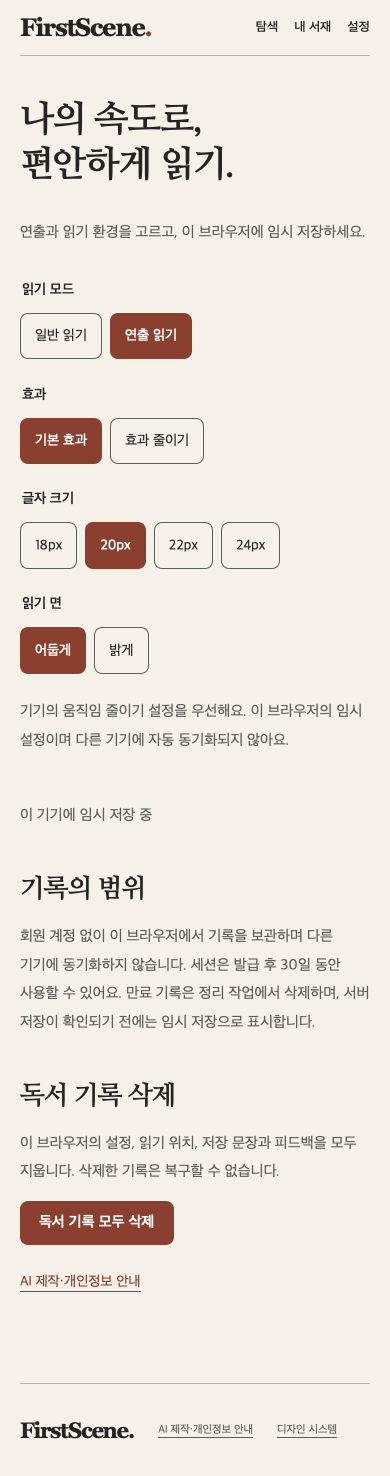 FirstScene.
탐색 내 서재 설정
나의 속도로,
편안하게 읽기.
연출과 읽기 환경을 고르고, 이 브라우저에 임시 저장하세요.
읽기 모드
일반 읽기 연출 읽기
효과
기본 효과 효과 줄이기
글자 크기
18px 20px 22px 24px
읽기 면
어둡게 밝게
기기의 움직임 줄이기 설정을 우선해요. 이 브라우저의 임시
설정이며 다른 기기에 자동 동기화되지 않아요.
이 기기에 임시 저장 중
기록의 범위
회원 계정 없이 이 브라우저에서 기록을 보관하며 다른
기기에 동기화하지 않습니다. 세션은 발급 후 30일 동안
사용할 수 있어요. 만료 기록은 정리 작업에서 삭제하며, 서버
저장이 확인되기 전에는 임시 저장으로 표시합니다.
독서 기록 삭제
이 브라우저의 설정, 읽기 위치, 저장 문장과 피드백을 모두
지웁니다. 삭제한 기록은 복구할 수 없습니다.
독서 기록 모두 삭제
AI 제작·개인정보 안내
FirstScene. AI 제작·개인정보 안내 디자인 시스템